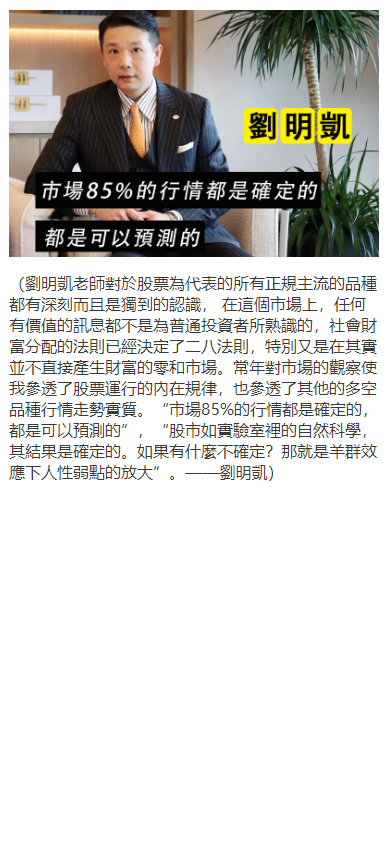 劉明凱
市場85%的行情都是確定的
都是可以預測的
（劉明凱老師對於股票為代表的所有正規主流的品種
都有深刻而且是獨到的認識， 在這個市場上，任何
有價值的訊息都不是為普通投資者所熟識的，社會財
富分配的法則已經決定了二八法則，特別又是在其實
並不直接產生財富的零和市場。常年對市場的觀察使
我參透了股票運行的內在規律，也參透了其他的多空
品種行情走勢實質。“市場85%的行情都是確定的，
都是可以預測的”，“股市如實驗室裡的自然科學，
其結果是確定的。如果有什麼不確定？那就是羊群效
應下人性弱點的放大”。——劉明凱）